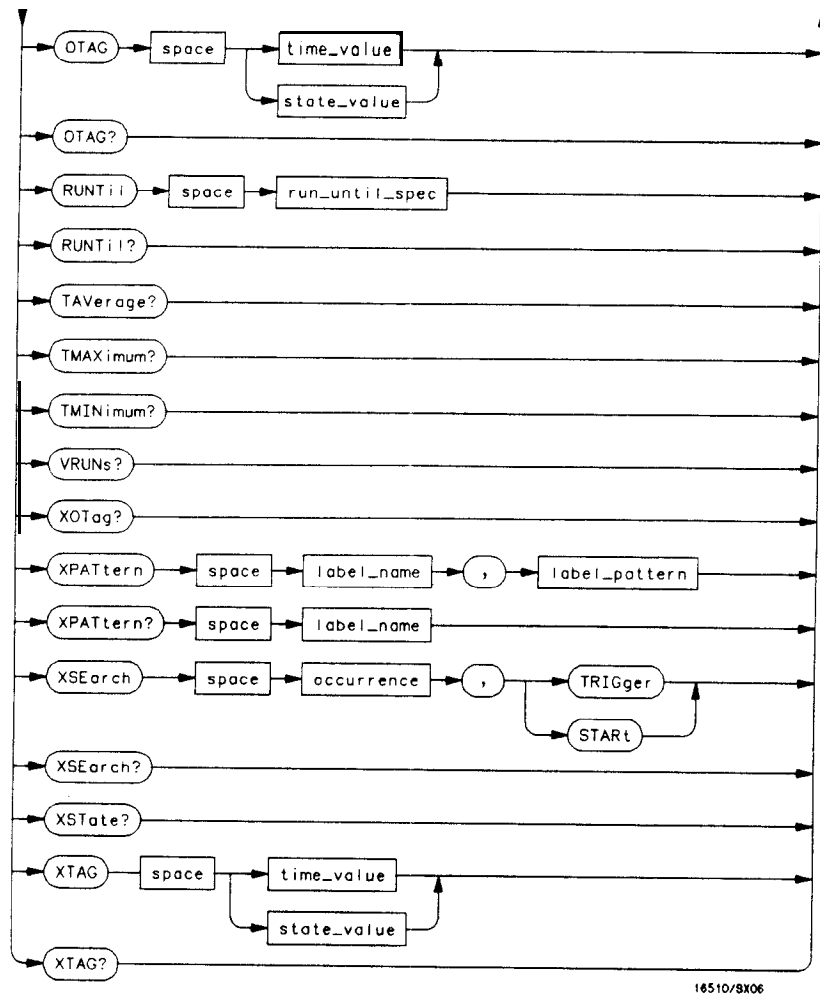 OTAG space time_value
state_value
OTAG?
RUNTil space run_until_spec
RUNTil?
TAVerage?
TMAXimum?
TMINimum?
VRUNs?
XOTag?
XPATtern space label_name , label_pattern
XPATtern? space label_name
XSEarch space occurrence , TRIGger
STARt
XSEarch?
XSTate?
XTAG space time_value
state_value
XTAG?
16510/SX06